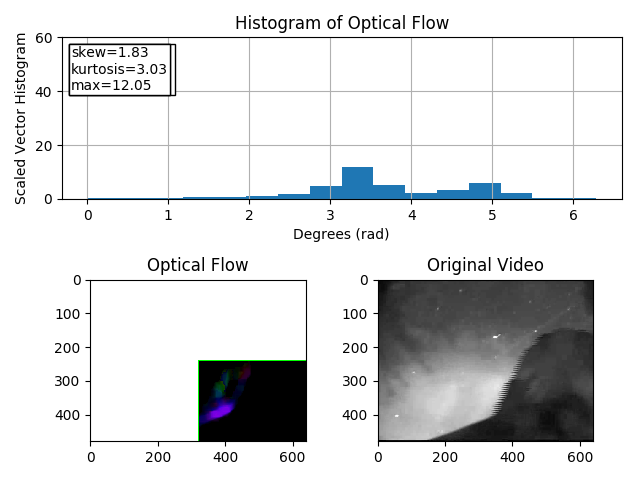 Histogram of Optical Flow
60
40
20
0
Scaled Vector Histogram
skew=1.83
kurtosis=3.03
max=12.05
0 1 2 3 4 5 6
Degrees (rad)
Optical Flow
0
100
200
300
400
0 200 400 600
Original Video
0
100
200
300
400
0 200 400 600